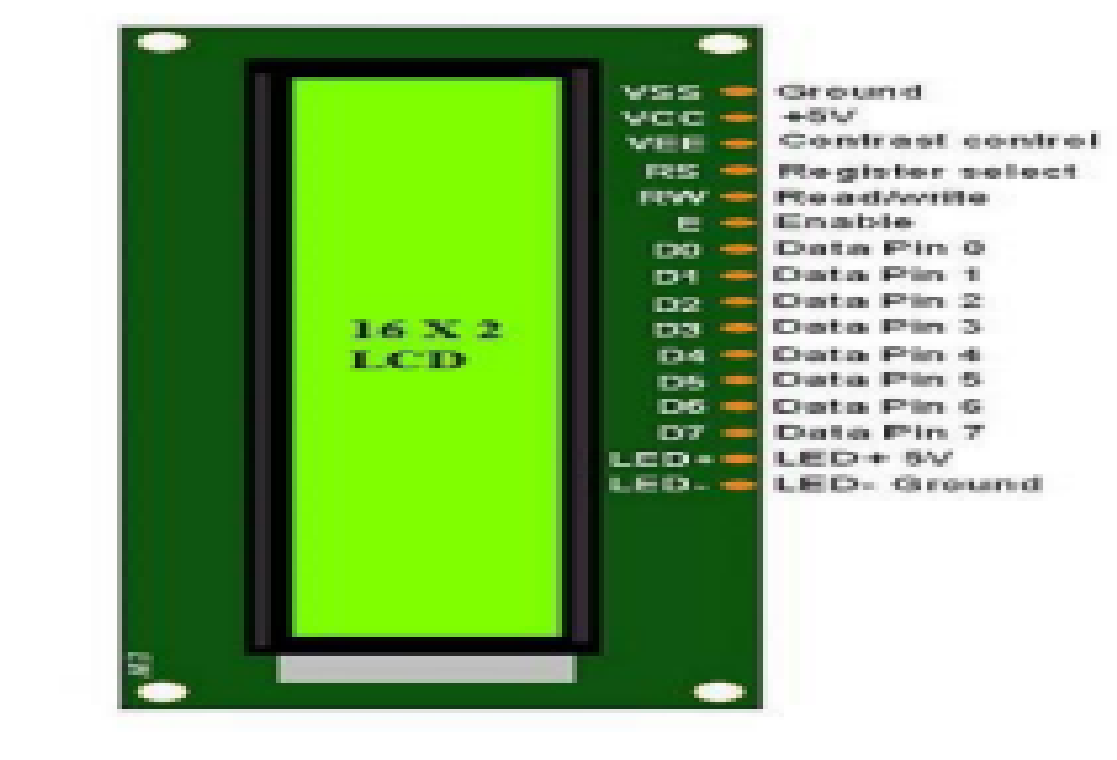 VSS Ground
VCC +5V
VEE Contrast control
RS Register select
RW Read/write
E Enable
D0 Data Pin 0
D1 Data Pin 1
D2 Data Pin 2
D3 Data Pin 3
D4 Data Pin 4
D5 Data Pin 5
D6 Data Pin 6
D7 Data Pin 7
LED+ LED+ 5V
LED- LED- Ground
16 X 2
LCD